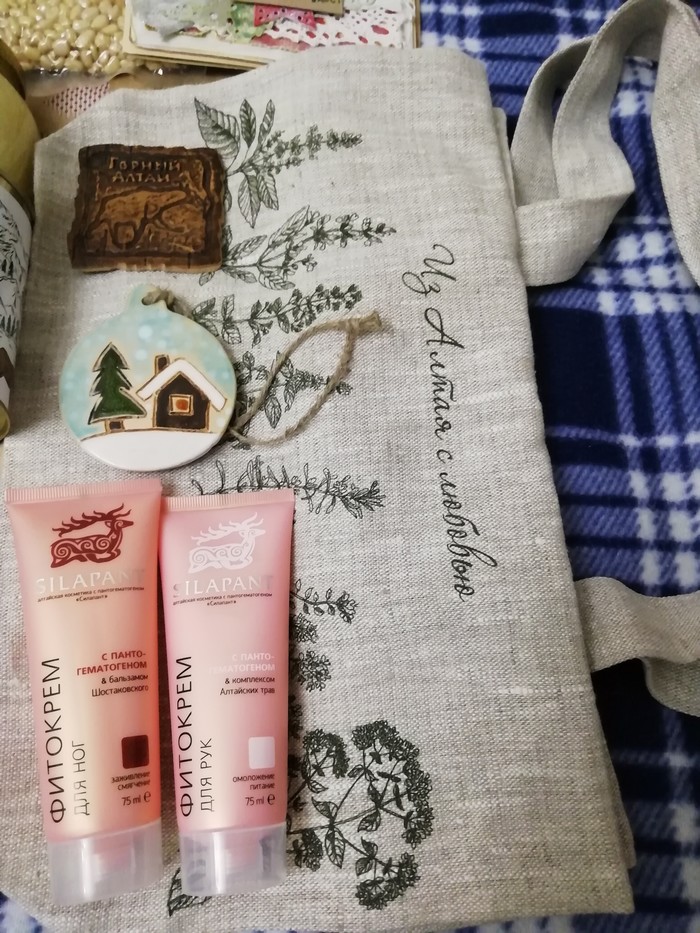 ГОРНЫЙ
АЛТАЙ
Из Алтая с любовью
SILAPANT
алтайская косметика с пантогематогеном
«Силапант»
С ПАНТО-
ГЕМАТОГЕНОМ
& бальзамом
Шостаковского
ФИТОКРЕМ
ДЛЯ НОГ
заживление
смягчение
75 ml e
SILAPANT
алтайская косметика с пантогематогеном
«Силапант»
С ПАНТО-
ГЕМАТОГЕНОМ
& комплексом
Алтайских трав
ФИТОКРЕМ
ДЛЯ РУК
омоложение
питание
75 ml e